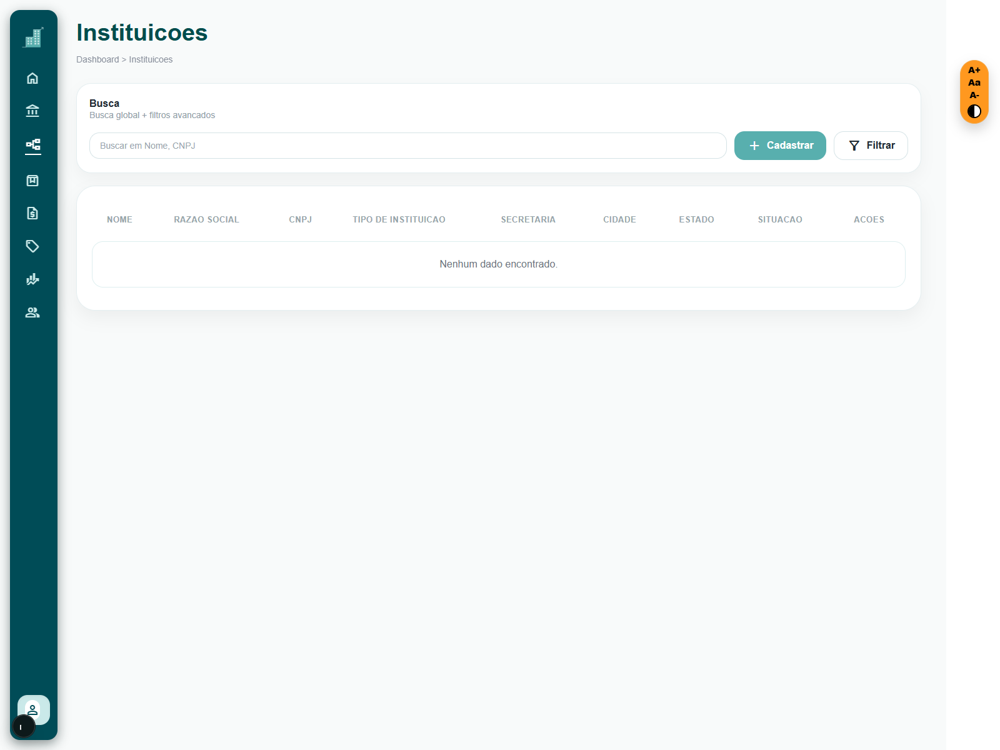 Instituicoes
Dashboard > Instituicoes
A+
Aa
A-
Busca
Busca global + filtros avancados
Buscar em Nome, CNPJ
Cadastrar
Filtrar
NOME RAZAO SOCIAL CNPJ TIPO DE INSTITUICAO SECRETARIA CIDADE ESTADO SITUACAO ACOES
Nenhum dado encontrado.